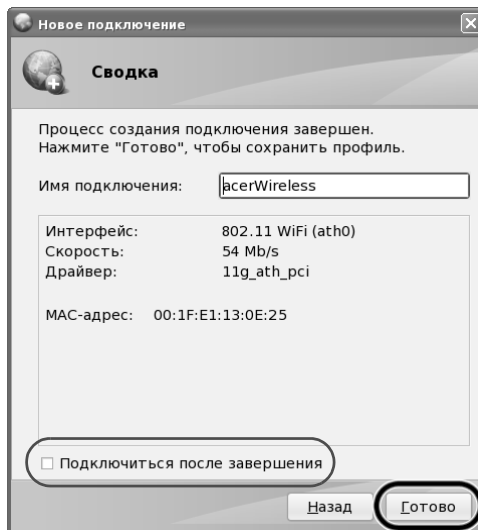 Новое подключение
Сводка
Процесс создания подключения завершен.
Нажмите "Готово", чтобы сохранить профиль.
Имя подключения: acerWireless
Интерфейс: 802.11 WiFi (ath0)
Скорость: 54 Mb/s
Драйвер: 11g_ath_pci
MAC-адрес: 00:1F:E1:13:0E:25
Подключиться после завершения
Назад Готово